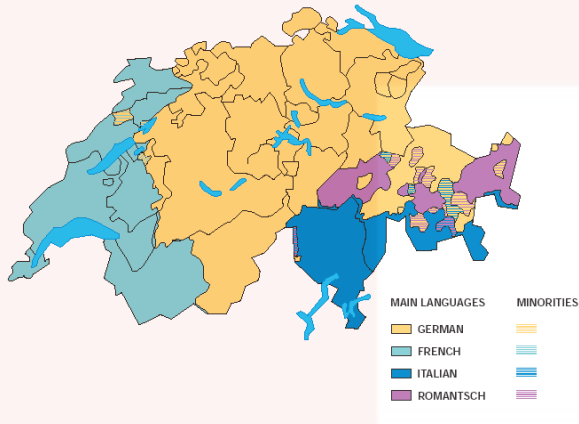 MAIN LANGUAGES MINORITIES
GERMAN
FRENCH
ITALIAN
ROMANTSCH